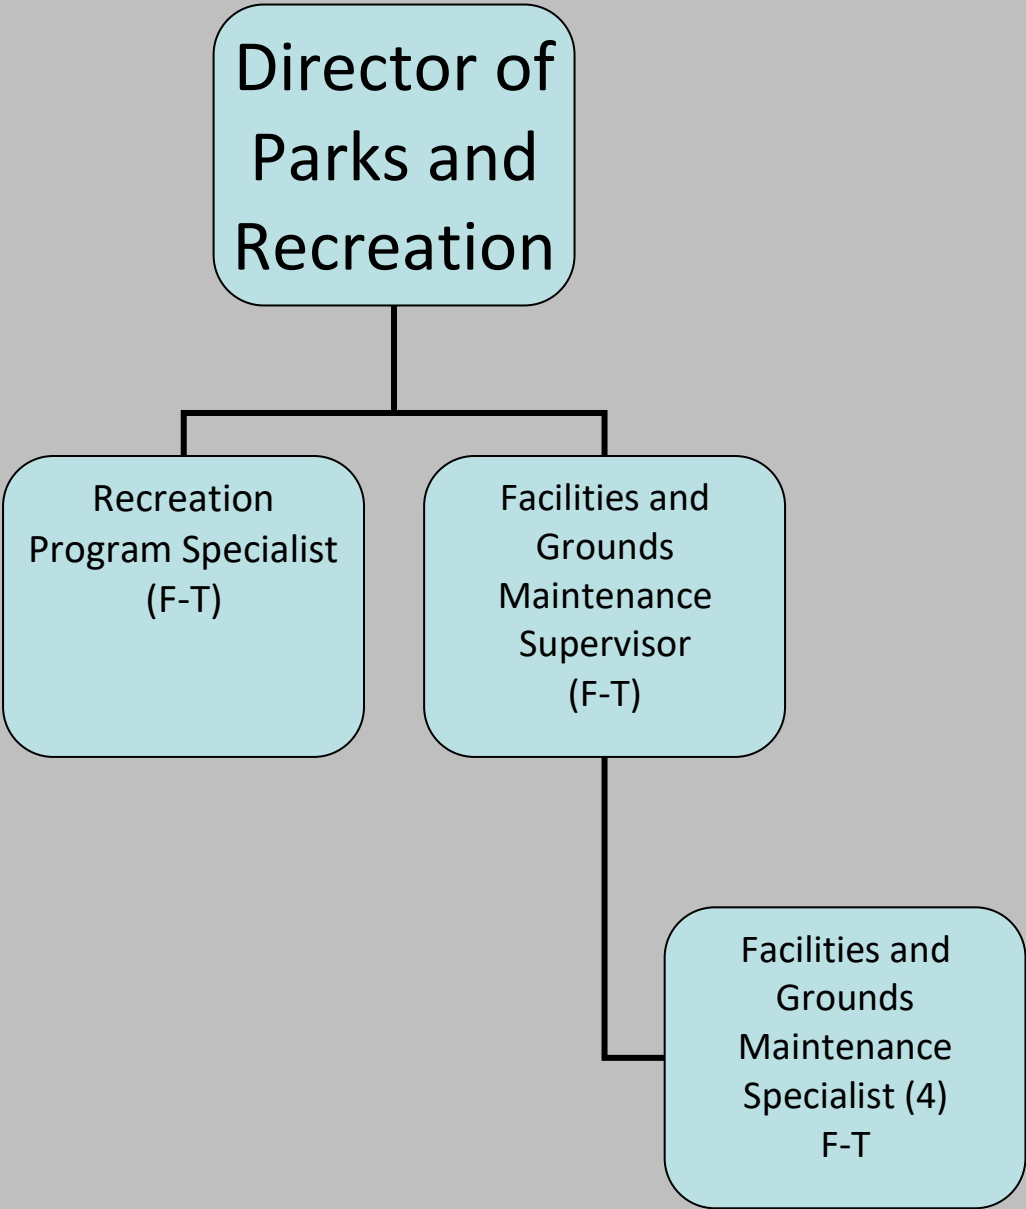 Director of
Parks and
Recreation
Recreation
Program Specialist
(F-T)
Facilities and
Grounds
Maintenance
Supervisor
(F-T)
Facilities and
Grounds
Maintenance
Specialist (4)
F-T